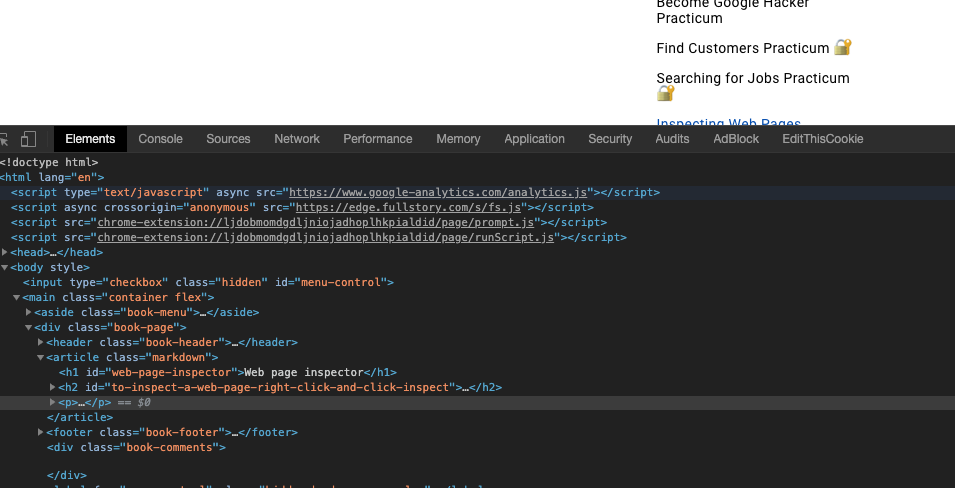 Become Google Hacker
Practicum
Find Customers Practicum 🔐
Searching for Jobs Practicum
🔐
Inspecting Web Pages
Elements Console Sources Network Performance Memory Application Security Audits AdBlock EditThisCookie
<!doctype html>
<html lang="en">
<script type="text/javascript" async src="https://www.google-analytics.com/analytics.js"></script>
<script async crossorigin="anonymous" src="https://edge.fullstory.com/s/fs.js"></script>
<script src="chrome-extension://ljdobmomdgdljniojadhoplhkpialdid/page/prompt.js"></script>
<script src="chrome-extension://ljdobmomdgdljniojadhoplhkpialdid/page/runScript.js"></script>
<head>…</head>
<body style>
<input type="checkbox" class="hidden" id="menu-control">
<main class="container flex">
<aside class="book-menu">…</aside>
<div class="book-page">
<header class="book-header">…</header>
<article class="markdown">
<h1 id="web-page-inspector">Web page inspector</h1>
<h2 id="to-inspect-a-web-page-right-click-and-click-inspect">…</h2>
<p>…</p> == $0
</article>
<footer class="book-footer">…</footer>
<div class="book-comments">
</div>